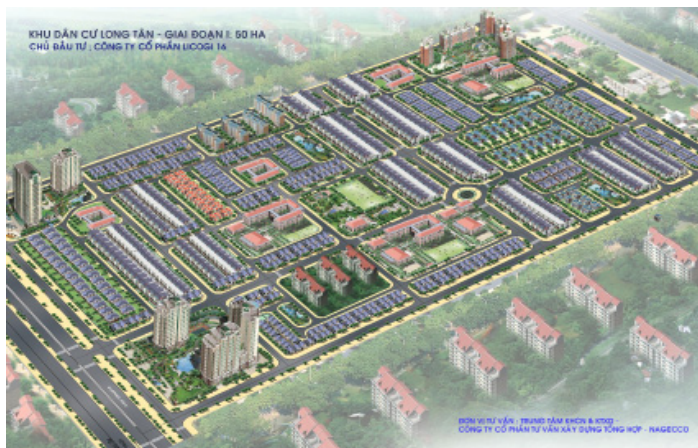 KHU DÂN CƯ LONG TÂN - GIAI ĐOẠN I: 50 HA
CHỦ ĐẦU TƯ : CÔNG TY CỔ PHẦN LICOGI 16
ĐƠN VỊ TƯ VẤN : TRUNG TÂM KHCN & KTXD -
CÔNG TY CỔ PHẦN TƯ VẤN XÂY DỰNG TỔNG HỢP - NAGECCO